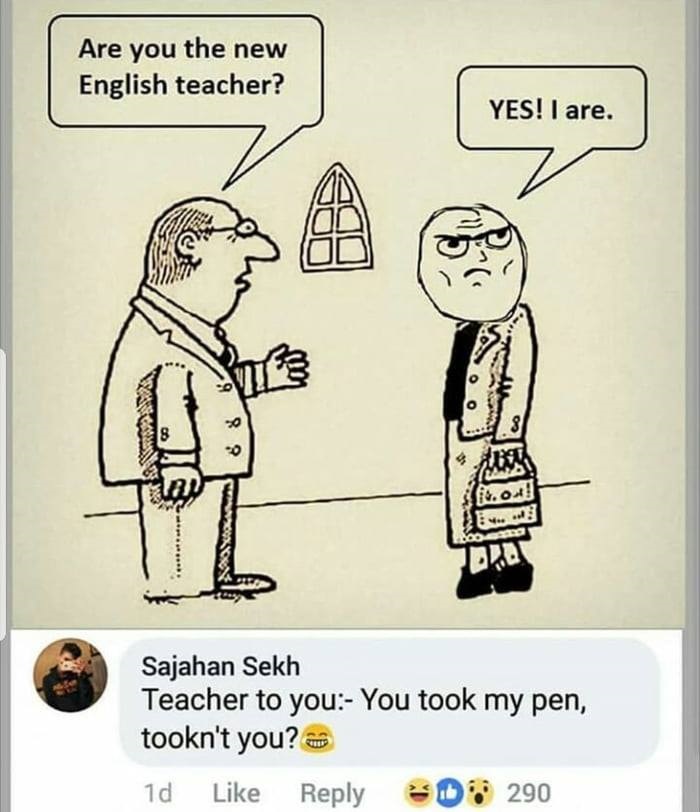 Are you the new
English teacher?
YES! I are.
Sajahan Sekh
Teacher to you:- You took my pen,
tookn't you?😂
1d Like Reply 290